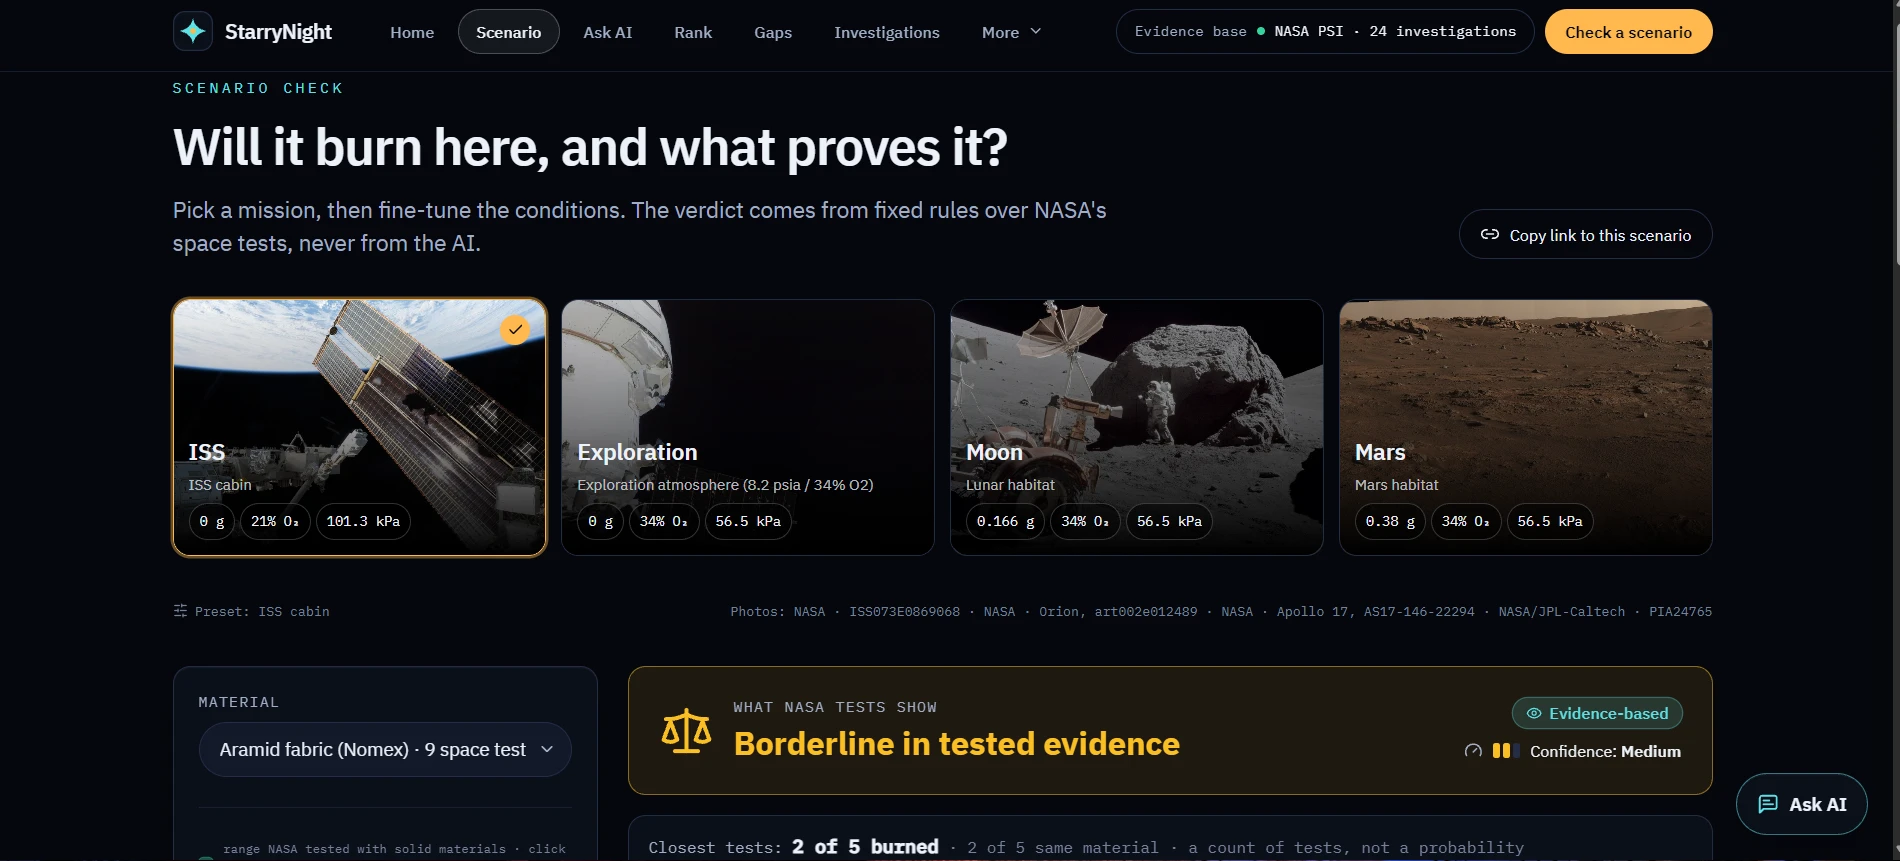 StarryNight
Home
Scenario
Ask AI
Rank
Gaps
Investigations
More
Evidence base
NASA PSI · 24 investigations
Check a scenario
SCENARIO CHECK
Will it burn here, and what proves it?
Pick a mission, then fine-tune the conditions. The verdict comes from fixed rules over NASA's
space tests, never from the AI.
Copy link to this scenario
ISS
ISS cabin
0 g
21% O₂
101.3 kPa
Exploration
Exploration atmosphere (8.2 psia / 34% O2)
0 g
34% O₂
56.5 kPa
Moon
Lunar habitat
0.166 g
34% O₂
56.5 kPa
Mars
Mars habitat
0.38 g
34% O₂
56.5 kPa
Preset: ISS cabin
Photos: NASA · ISS073E0869068 · NASA · Orion, art002e012489 · NASA · Apollo 17, AS17-146-22294 · NASA/JPL-Caltech · PIA24765
MATERIAL
Aramid fabric (Nomex) · 9 space test
range NASA tested with solid materials · click
WHAT NASA TESTS SHOW
Borderline in tested evidence
Evidence-based
Confidence: Medium
Closest tests: 2 of 5 burned · 2 of 5 same material · a count of tests, not a probability
Ask AI